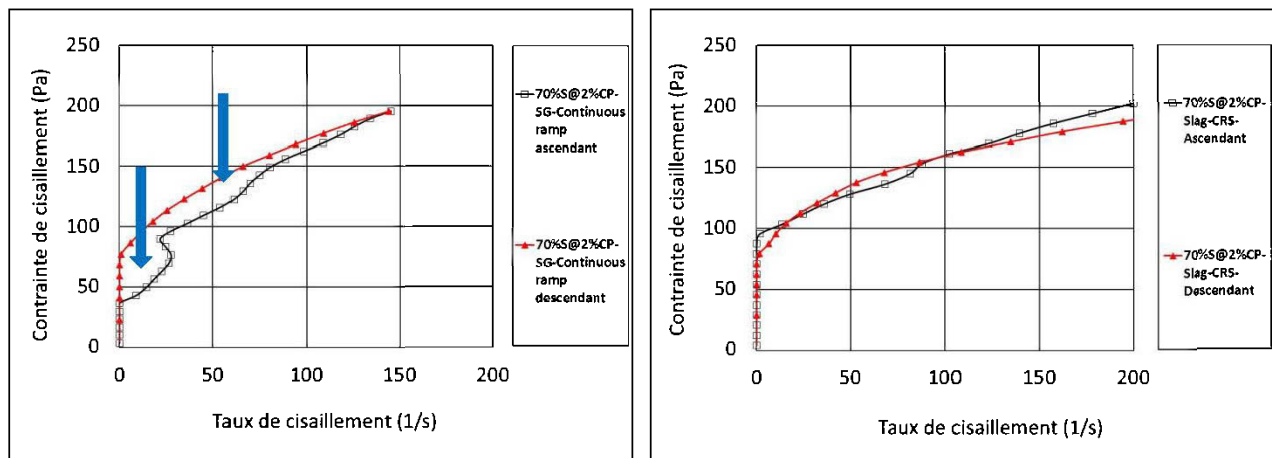 250
200
150
100
50
0
0 50 100 150 200
Contrainte de cisaillement (Pa)
Taux de cisaillement (1/s)
70%S@2%CP-
SG-Continuous
ramp
ascendant
70%S@2%CP-
SG-Continuous
ramp
descendant
250
200
150
100
50
0
0 50 100 150 200
Contrainte de cisaillement (Pa)
Taux de cisaillement (1/s)
70%S@2%CP-
Slag-CRS-
Ascendant
70%S@2%CP-
Slag-CRS-
Descendant